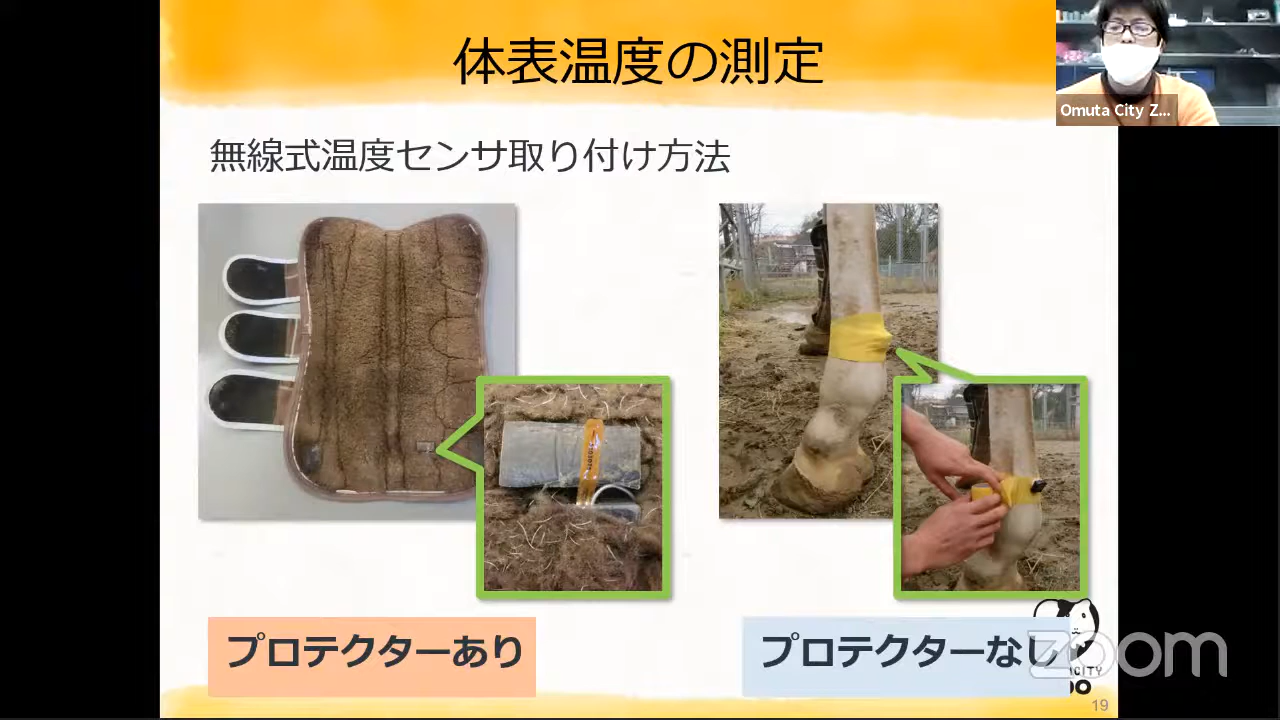 体表温度の測定
Omuta City Z...
無線式温度センサ取り付け方法
プロテクターあり
プロテクターなし
zoom
19